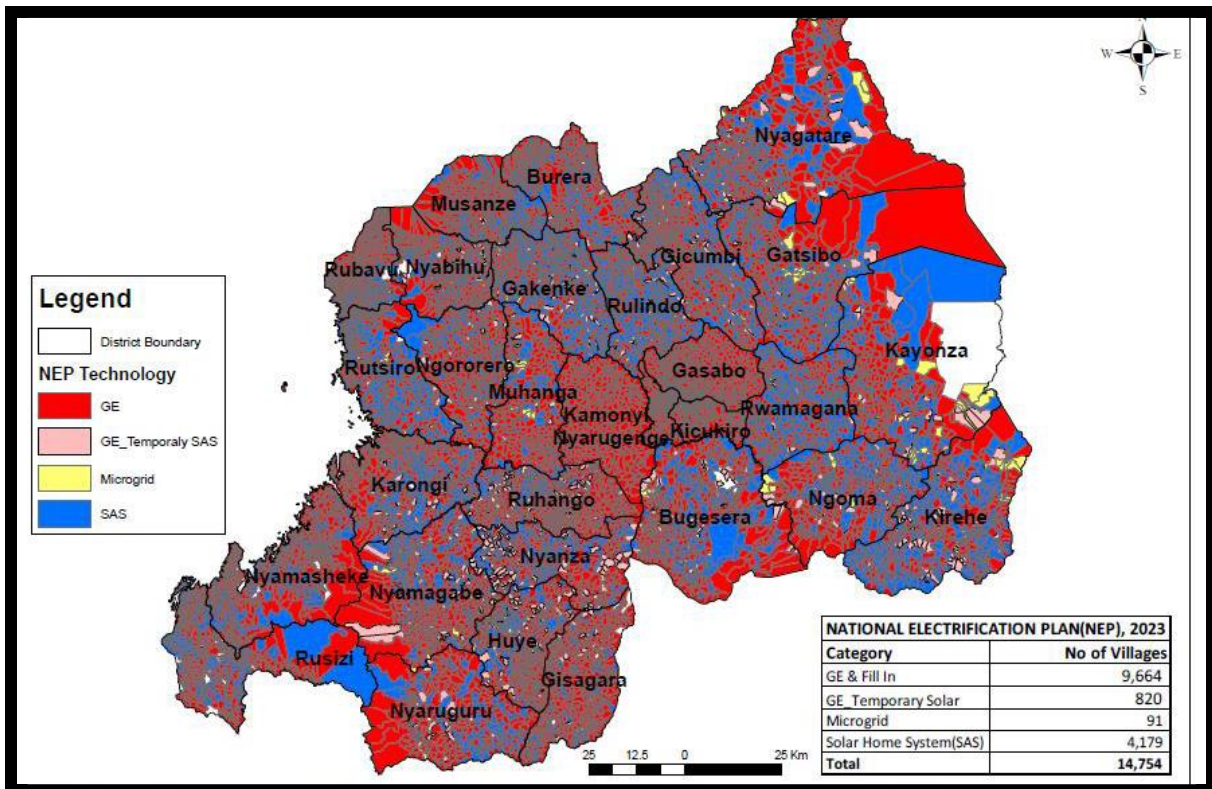 N
W E
S
Nyagatare
Burera
Musanze
Gicumbi
Gatsibo
Rubavu
Nyabihu
Gakenke
Rulindo
Kayonza
Rutsiro
Ngororero
Gasabo
Muhanga
Kamonyi
Rwamagana
Nyarugenge
Kicukiro
Karongi
Ruhango
Ngoma
Bugesera
Kirehe
Nyanza
Nyamasheke
Nyamagabe
Huye
Rusizi
Gisagara
Nyaruguru
Legend
District Boundary
NEP Technology
GE
GE_Temporaly SAS
Microgrid
SAS
25 12.5 0 25 Km
NATIONAL ELECTRIFICATION PLAN(NEP), 2023
Category No of Villages
GE & Fill In 9,664
GE_Temporary Solar 820
Microgrid 91
Solar Home System(SAS) 4,179
Total 14,754